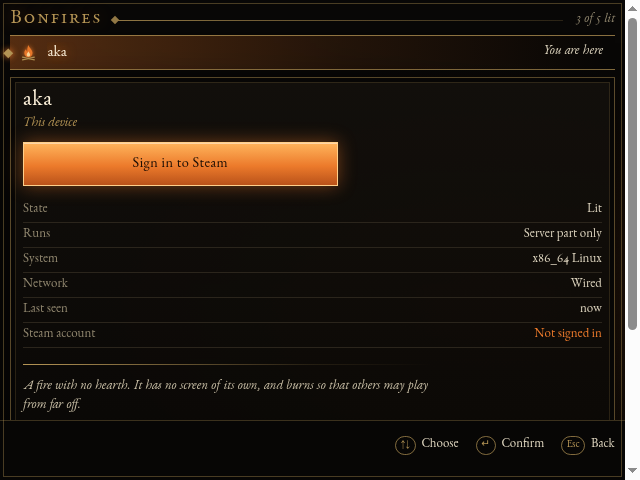 Bonfires
3 of 5 lit
aka
You are here
aka
This device
Sign in to Steam
State Lit
Runs Server part only
System x86_64 Linux
Network Wired
Last seen now
Steam account Not signed in
A fire with no hearth. It has no screen of its own, and burns so that others may play
from far off.
↑↓ Choose ↵ Confirm Esc Back